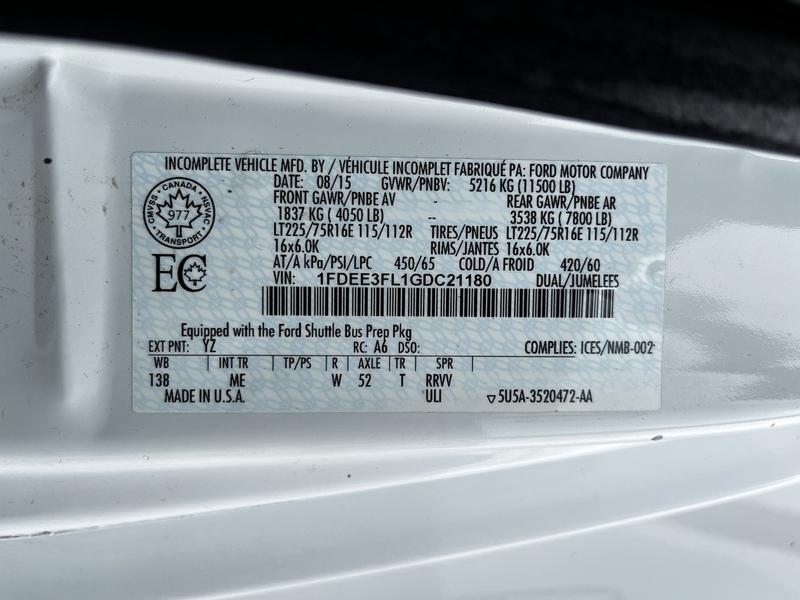 INCOMPLETE VEHICLE MFD. BY / VÉHICULE INCOMPLET FABRIQUÉ PA: FORD MOTOR COMPANY
DATE: 08/15 GVWR/PNBV: 5216 KG (11500 LB)
FRONT GAWR/PNBE AV - REAR GAWR/PNBE AR
1837 KG ( 4050 LB) -- 3538 KG ( 7800 LB)
LT225/75R16E 115/112R TIRES/PNEUS LT225/75R16E 115/112R
16x6.0K RIMS/JANTES 16x6.0K
AT/A kPa/PSI/LPC 450/65 COLD/A FROID 420/60
VIN: 1FDEE3FL1GDC21180 DUAL/JUMELEES
CMVSS • CANADA • NSVAC • TRANSPORT •
977
EC
Equipped with the Ford Shuttle Bus Prep Pkg
EXT PNT: YZ RC: A6 DSO: COMPLIES: ICES/NMB-002
WB INT TR TP/PS R AXLE TR SPR
138 ME W 52 T RRVV
MADE IN U.S.A. ULI ▽5U5A-3520472-AA